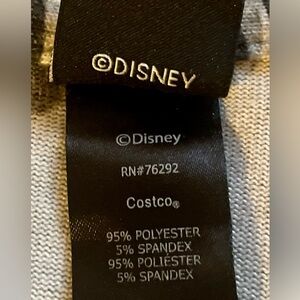 ©DISNEY
©Disney
RN#76292
Costco®
95% POLYESTER
5% SPANDEX
95% POLIÉSTER
5% SPANDEX